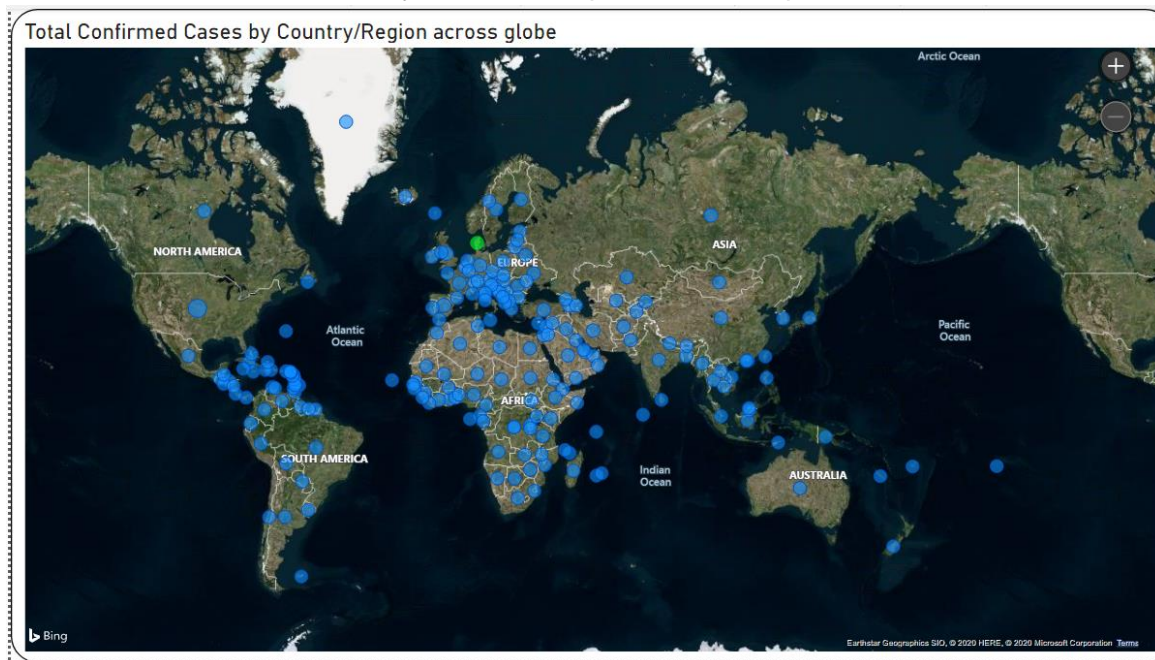 Total Confirmed Cases by Country/Region across globe
Arctic Ocean
NORTH AMERICA
ASIA
EUROPE
Atlantic
Ocean
Pacific
Ocean
AFRICA
SOUTH AMERICA
Indian
Ocean
AUSTRALIA
Bing
Earthstar Geographics SIO, © 2020 HERE, © 2020 Microsoft Corporation Terms